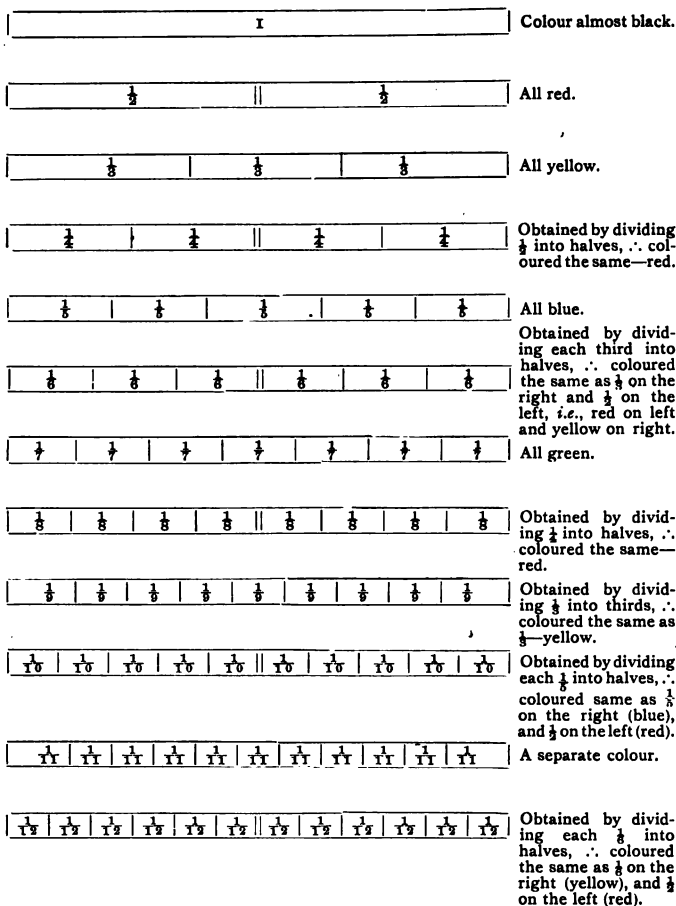 1
Colour almost black.
1/2 1/2
All red.
1/3 1/3 1/3
All yellow.
1/4 1/4 1/4 1/4
Obtained by dividing
1/2 into halves, ∴ col-
oured the same—red.
1/5 1/5 1/5 1/5 1/5
All blue.
1/6 1/6 1/6 1/6 1/6 1/6
Obtained by divid-
ing each third into
halves, ∴ coloured
the same as 1/3 on the
right and 1/2 on the
left, i.e., red on left
and yellow on right.
1/7 1/7 1/7 1/7 1/7 1/7 1/7
All green.
1/8 1/8 1/8 1/8 1/8 1/8 1/8 1/8
Obtained by divid-
ing 1/4 into halves, ∴
coloured the same—
red.
1/9 1/9 1/9 1/9 1/9 1/9 1/9 1/9 1/9
Obtained by divid-
ing 1/3 into thirds, ∴
coloured the same as
1/3—yellow.
1/10 1/10 1/10 1/10 1/10 1/10 1/10 1/10 1/10 1/10
Obtained by dividing
each 1/5 into halves, ∴
coloured same as 1/5
on the right (blue),
and 1/2 on the left (red).
1/11 1/11 1/11 1/11 1/11 1/11 1/11 1/11 1/11 1/11 1/11
A separate colour.
1/12 1/12 1/12 1/12 1/12 1/12 1/12 1/12 1/12 1/12 1/12 1/12
Obtained by divid-
ing each 1/6 into
halves, ∴ coloured
the same as 1/3 on the
right (yellow), and 1/2
on the left (red).